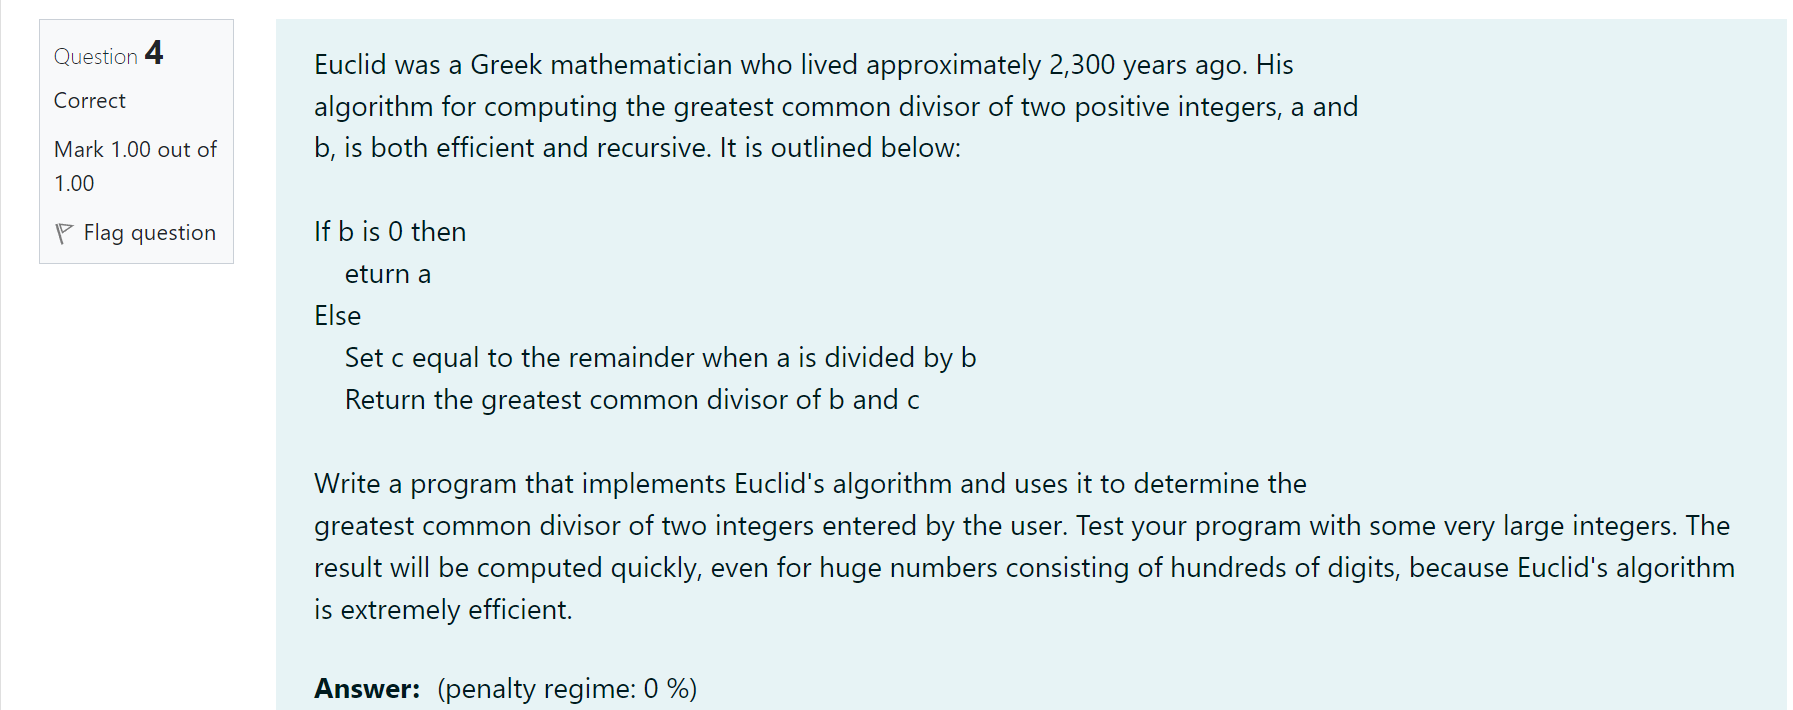 Question 4
Correct
Mark 1.00 out of
1.00
Flag question
Euclid was a Greek mathematician who lived approximately 2,300 years ago. His
algorithm for computing the greatest common divisor of two positive integers, a and
b, is both efficient and recursive. It is outlined below:
If b is 0 then
eturn a
Else
Set c equal to the remainder when a is divided by b
Return the greatest common divisor of b and c
Write a program that implements Euclid's algorithm and uses it to determine the
greatest common divisor of two integers entered by the user. Test your program with some very large integers. The
result will be computed quickly, even for huge numbers consisting of hundreds of digits, because Euclid's algorithm
is extremely efficient.
Answer: (penalty regime: 0 %)